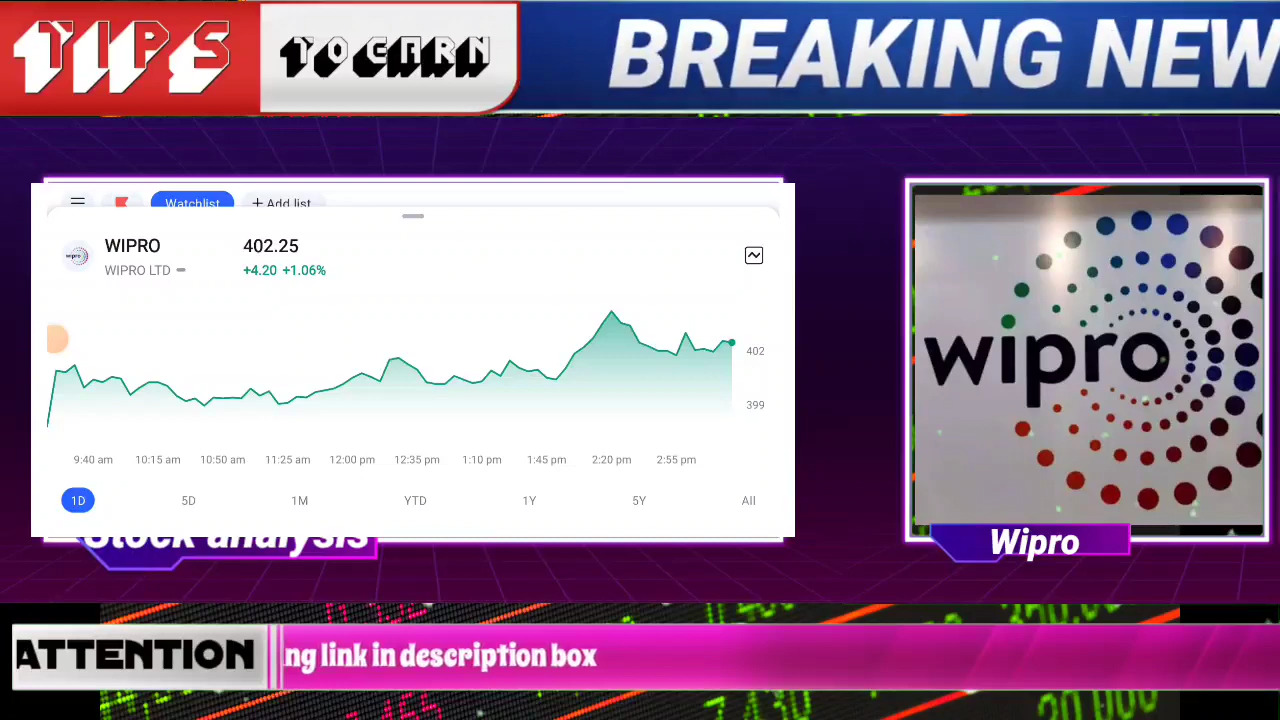 TIPS
TO EARN
BREAKING NEW
Watchlist
+ Add list
WIPRO
402.25
wipro
WIPRO LTD
+4.20 +1.06%
402
399
9:40 am 10:15 am 10:50 am 11:25 am 12:00 pm 12:35 pm 1:10 pm 1:45 pm 2:20 pm 2:55 pm
1D 5D 1M YTD 1Y 5Y All
wipro
Stock analysis
Wipro
ATTENTION
ng link in description box